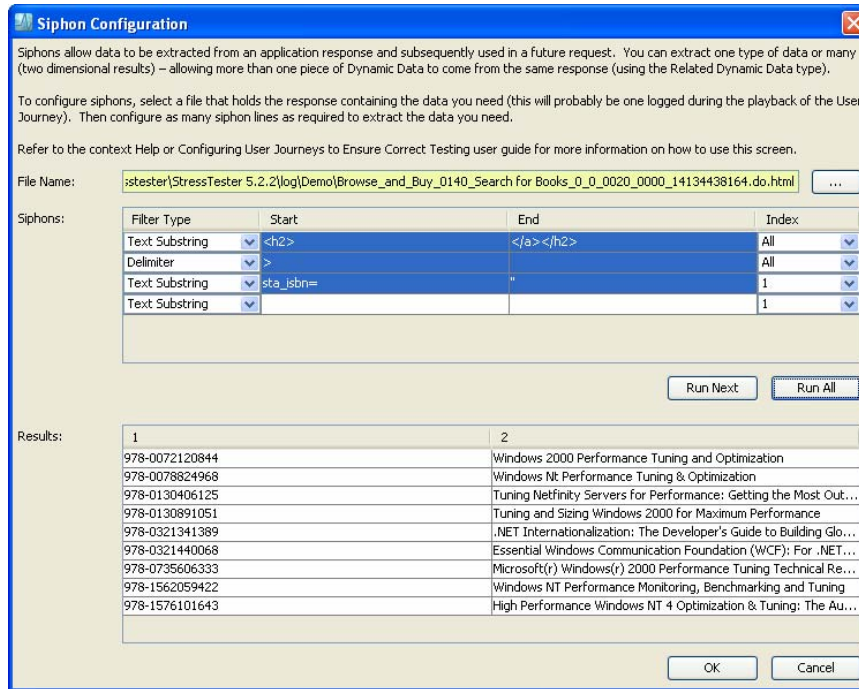 Siphon Configuration
Siphons allow data to be extracted from an application response and subsequently used in a future request. You can extract one type of data or many
(two dimensional results) – allowing more than one piece of Dynamic Data to come from the same response (using the Related Dynamic Data type).
To configure siphons, select a file that holds the response containing the data you need (this will probably be one logged during the playback of the User
Journey). Then configure as many siphon lines as required to extract the data you need.
Refer to the context Help or Configuring User Journeys to Ensure Correct Testing user guide for more information on how to use this screen.
File Name: sstester\StressTester 5.2.2\log\Demo\Browse_and_Buy_0140_Search for Books_0_0_0020_0000_14134438164.do.html ...
Siphons: Filter Type Start End Index
Text Substring <h2> </a></h2> All
Delimiter > All
Text Substring sta_isbn= " 1
Text Substring 1
Run Next Run All
Results: 1 2
978-0072120844 Windows 2000 Performance Tuning and Optimization
978-0078824968 Windows Nt Performance Tuning & Optimization
978-0130406125 Tuning Netfinity Servers for Performance: Getting the Most Out...
978-0130891051 Tuning and Sizing Windows 2000 for Maximum Performance
978-0321341389 .NET Internationalization: The Developer's Guide to Building Glo...
978-0321440068 Essential Windows Communication Foundation (WCF): For .NET...
978-0735606333 Microsoft(r) Windows(r) 2000 Performance Tuning Technical Re...
978-1562059422 Windows NT Performance Monitoring, Benchmarking and Tuning
978-1576101643 High Performance Windows NT 4 Optimization & Tuning: The Au...
OK Cancel